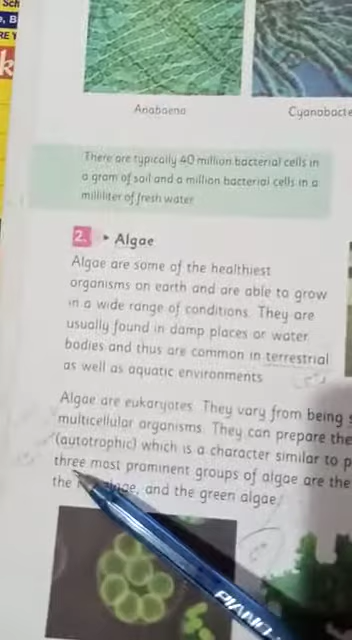 Anabaena
Cyanobacte
There are typically 40 million bacterial cells in
a gram of soil and a million bacterial cells in a
milliliter of fresh water
2. ▸ Algae
Algae are some of the healthiest
organisms on earth and are able to grow
in a wide range of conditions. They are
usually found in damp places or water
bodies and thus are common in terrestrial
as well as aquatic environments
Algae are eukaryotes. They vary from being s
multicellular organisms. They can prepare the
(autotrophic) which is a character similar to p
three most prominent groups of algae are the
the algae, and the green algae.
PIANO